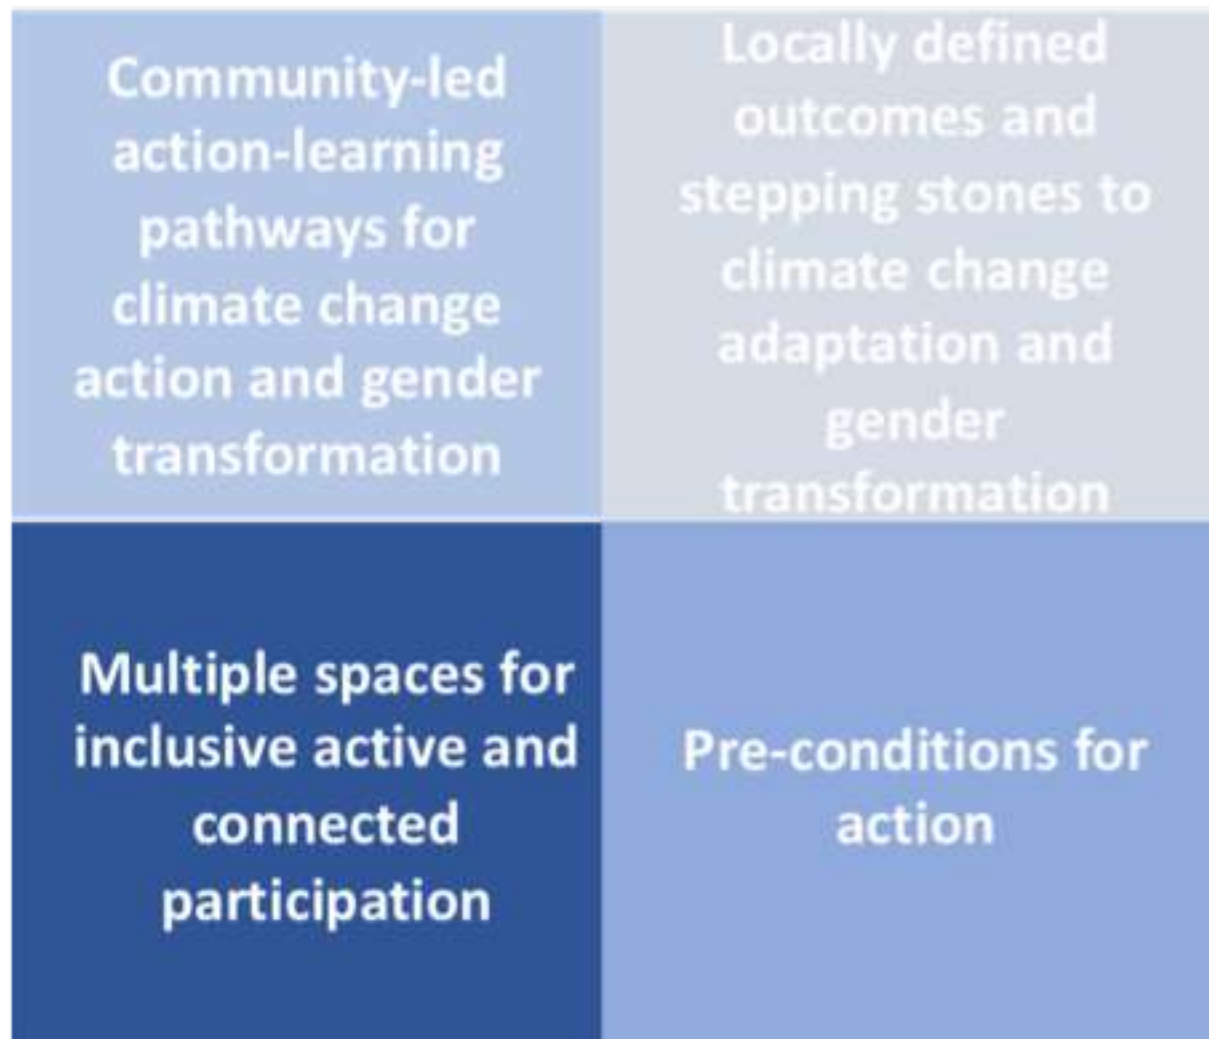 Community-led
action-learning
pathways for
climate change
action and gender
transformation
Locally defined
outcomes and
stepping stones to
climate change
adaptation and
gender
transformation
Multiple spaces for
inclusive active and
connected
participation
Pre-conditions for
action